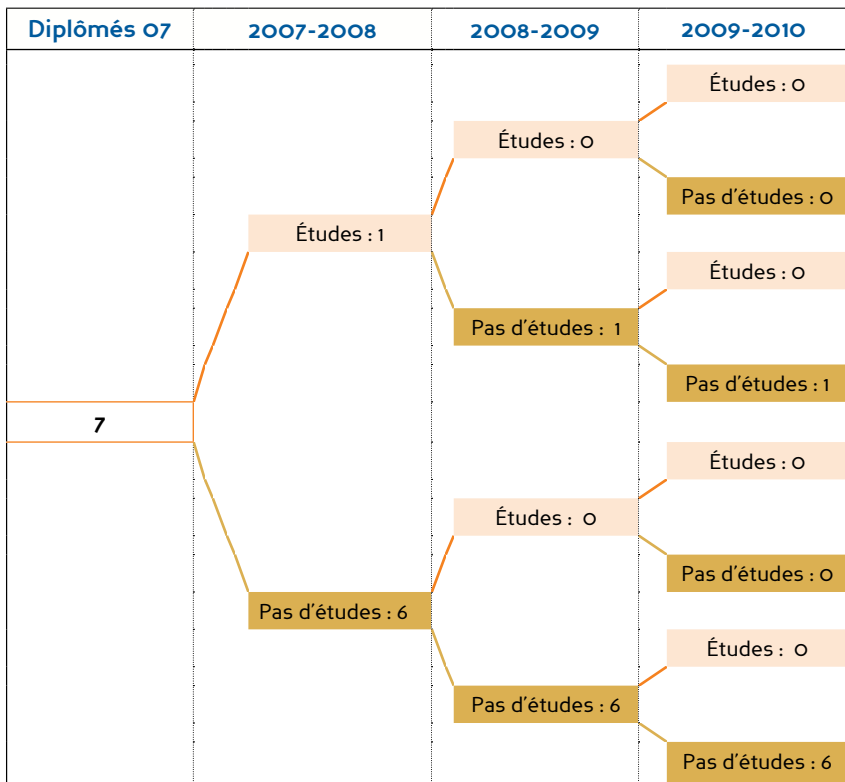 Diplômés 07 2007-2008 2008-2009 2009-2010
Études : 0
Études : 0
Pas d'études : 0
Études : 1
Études : 0
Pas d'études : 1
Pas d'études : 1
7
Études : 0
Études : 0
Pas d'études : 0
Pas d'études : 6
Études : 0
Pas d'études : 6
Pas d'études : 6